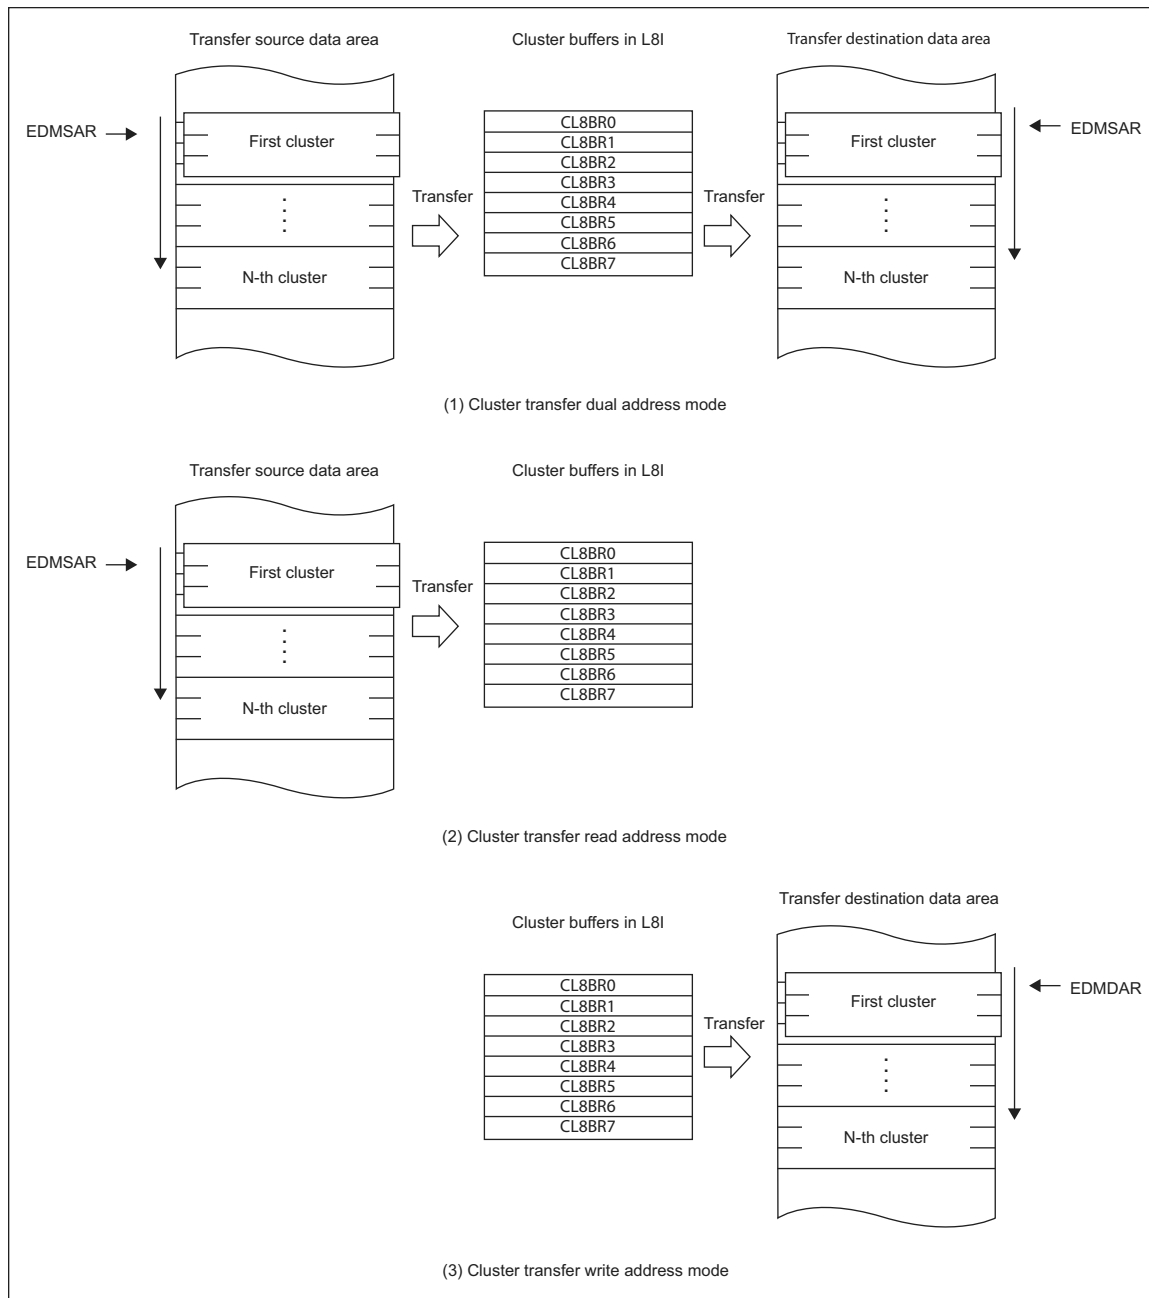 Transfer source data area
Cluster buffers in L8I
Transfer destination data area
EDMSAR
First cluster
N-th cluster
Transfer
CL8BR0
CL8BR1
CL8BR2
CL8BR3
CL8BR4
CL8BR5
CL8BR6
CL8BR7
Transfer
First cluster
N-th cluster
EDMSAR
(1) Cluster transfer dual address mode
Transfer source data area
Cluster buffers in L8I
EDMSAR
First cluster
N-th cluster
Transfer
CL8BR0
CL8BR1
CL8BR2
CL8BR3
CL8BR4
CL8BR5
CL8BR6
CL8BR7
(2) Cluster transfer read address mode
Cluster buffers in L8I
Transfer destination data area
CL8BR0
CL8BR1
CL8BR2
CL8BR3
CL8BR4
CL8BR5
CL8BR6
CL8BR7
Transfer
First cluster
N-th cluster
EDMDAR
(3) Cluster transfer write address mode